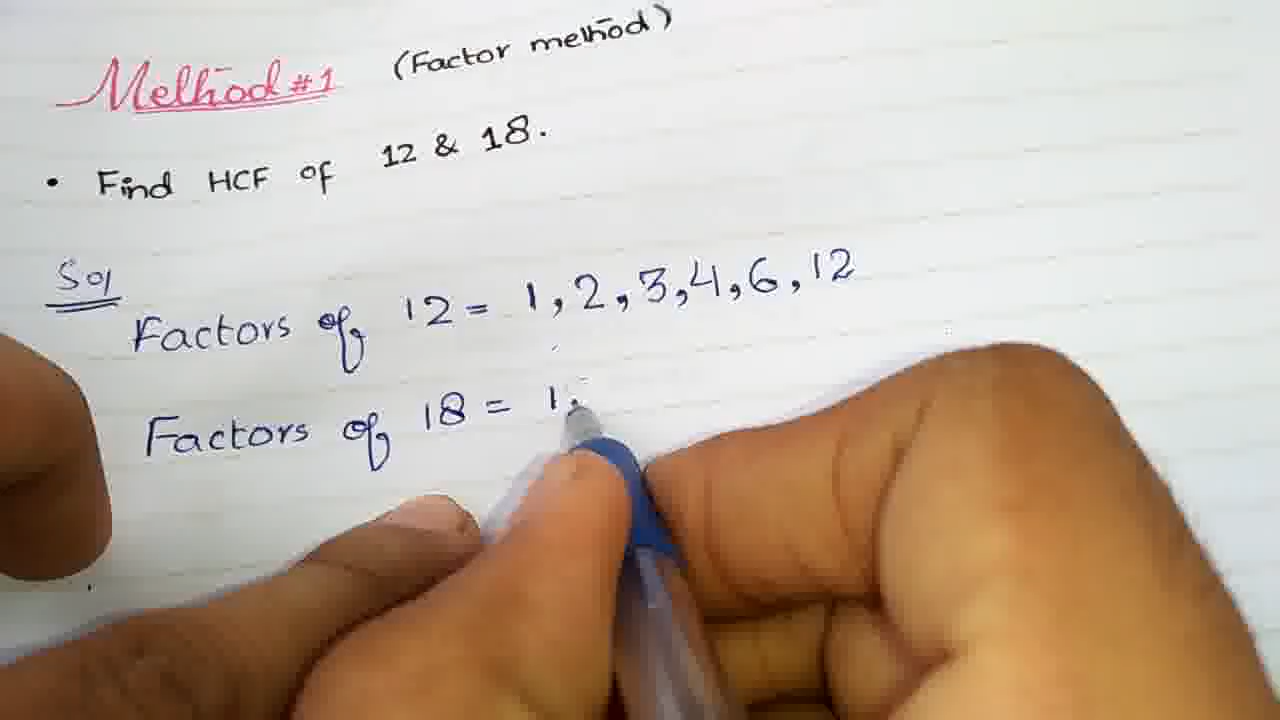 Method #1 (Factor method)
• Find HCF of 12 & 18.
Sol
Factors of 12 = 1, 2, 3, 4, 6, 12
Factors of 18 = 1,